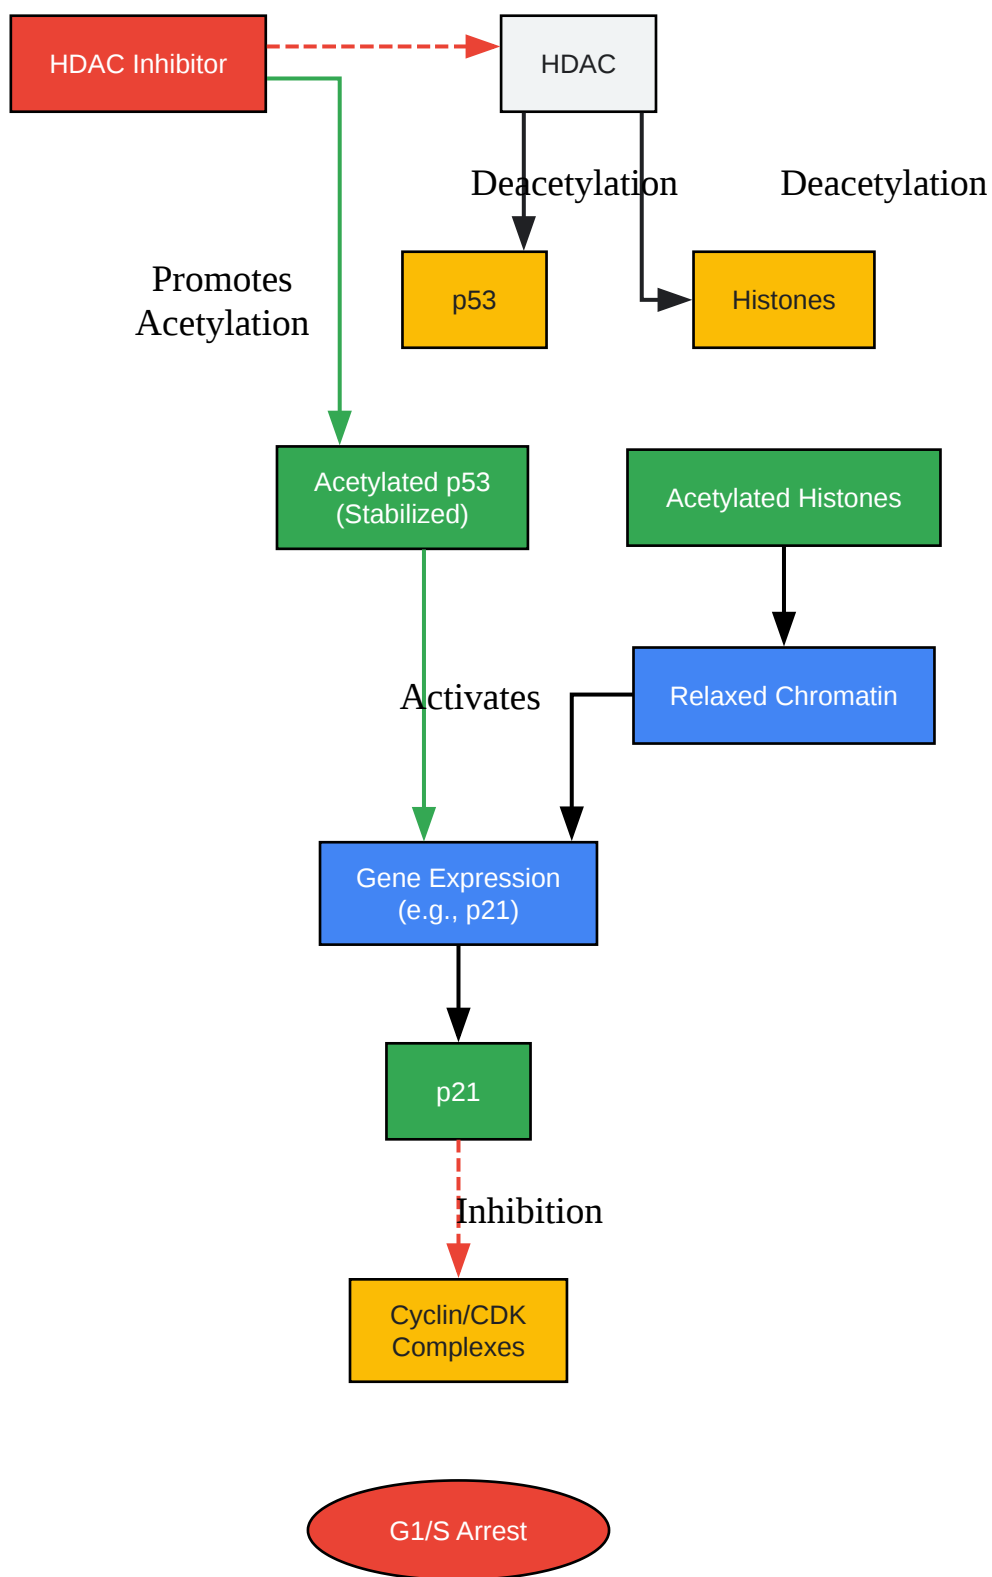 HDAC Inhibitor
HDAC
Deacetylation
Deacetylation
Promotes
Acetylation
p53
Histones
Acetylated p53
(Stabilized)
Acetylated Histones
Activates
Relaxed Chromatin
Gene Expression
(e.g., p21)
p21
Inhibition
Cyclin/CDK
Complexes
G1/S Arrest